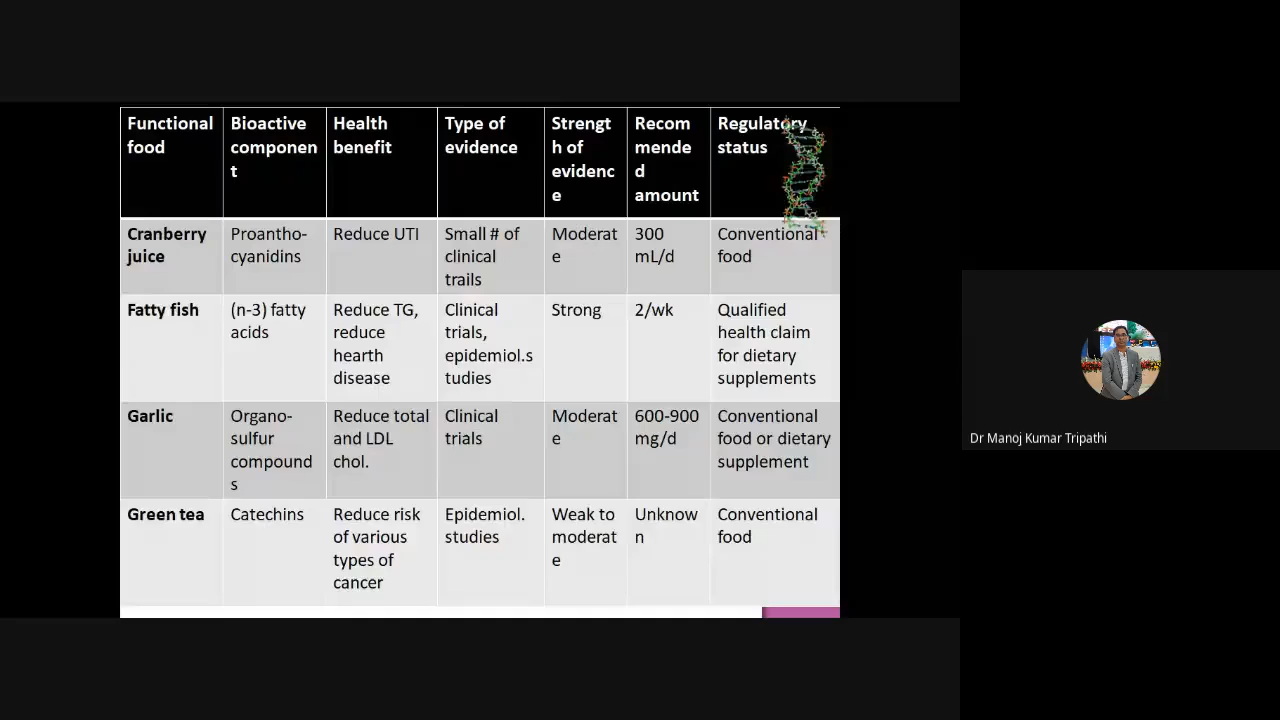 Functional Bioactive Health Type of Strengt Recom Regulatory
food componen benefit evidence h of mende status
t evidenc d
e amount
Cranberry Proantho- Reduce UTI Small # of Moderat 300 Conventional
juice cyanidins clinical e mL/d food
trails
Fatty fish (n-3) fatty Reduce TG, Clinical Strong 2/wk Qualified
acids reduce trials, health claim
hearth epidemiol.s for dietary
disease tudies supplements
Garlic Organo- Reduce total Clinical Moderat 600-900 Conventional
sulfur and LDL trials e mg/d food or dietary
compound chol. supplement
s
Green tea Catechins Reduce risk Epidemiol. Weak to Unknow Conventional
of various studies moderat n food
types of e
cancer
Dr Manoj Kumar Tripathi